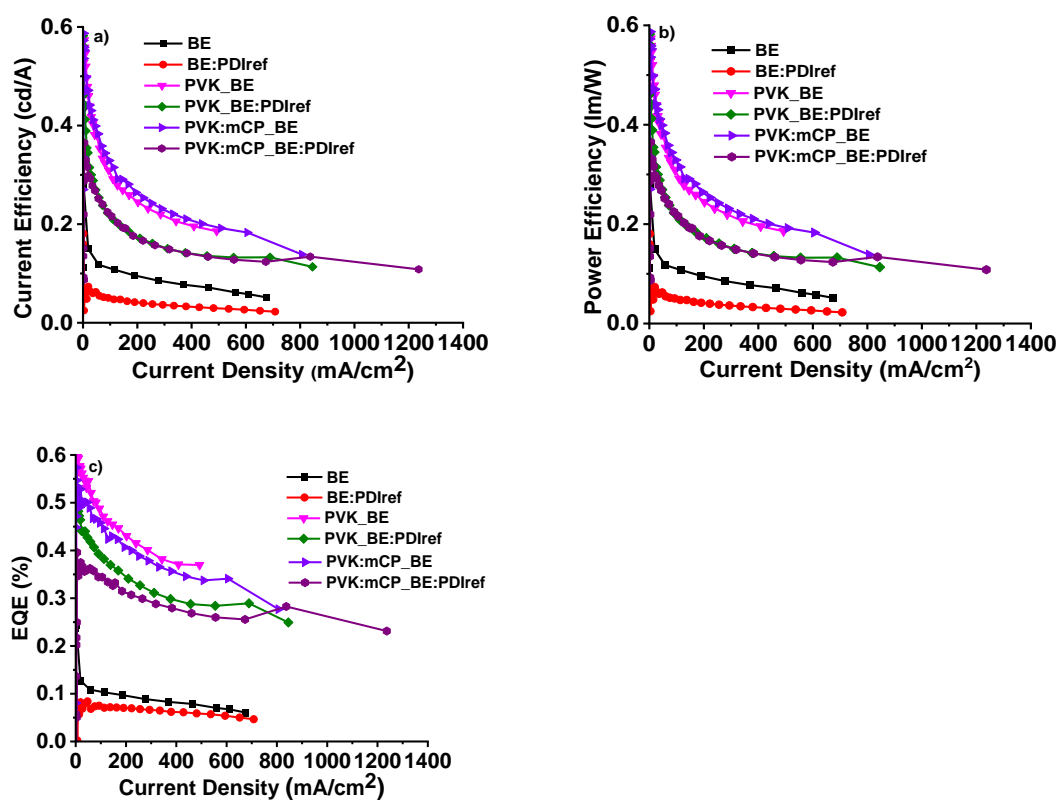 a)
BE
BE:PDIref
PVK_BE
PVK_BE:PDIref
PVK:mCP_BE
PVK:mCP_BE:PDIref
Current Efficiency (cd/A)
0.6
0.4
0.2
0.0
0 200 400 600 800 1000 1200 1400
Current Density (mA/cm²)
b)
BE
BE:PDIref
PVK_BE
PVK_BE:PDIref
PVK:mCP_BE
PVK:mCP_BE:PDIref
Power Efficiency (lm/W)
0.6
0.4
0.2
0.0
0 200 400 600 800 1000 1200 1400
Current Density (mA/cm²)
c)
BE
BE:PDIref
PVK_BE
PVK_BE:PDIref
PVK:mCP_BE
PVK:mCP_BE:PDIref
EQE (%)
0.6
0.5
0.4
0.3
0.2
0.1
0.0
0 200 400 600 800 1000 1200 1400
Current Density (mA/cm²)